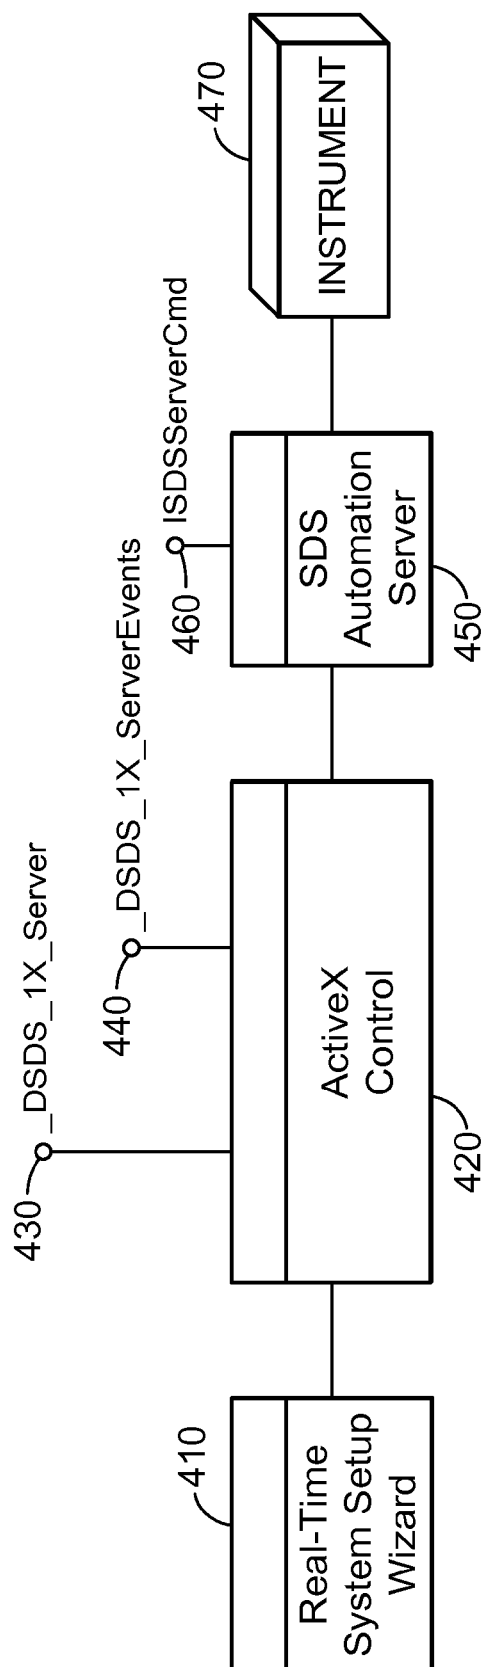 430
_DSDS_1X_Server
440
_DSDS_1X_ServerEvents
460
ISDSServerCmd
470
410
Real-Time
System Setup
Wizard
ActiveX
Control
420
SDS
Automation
Server
450
INSTRUMENT